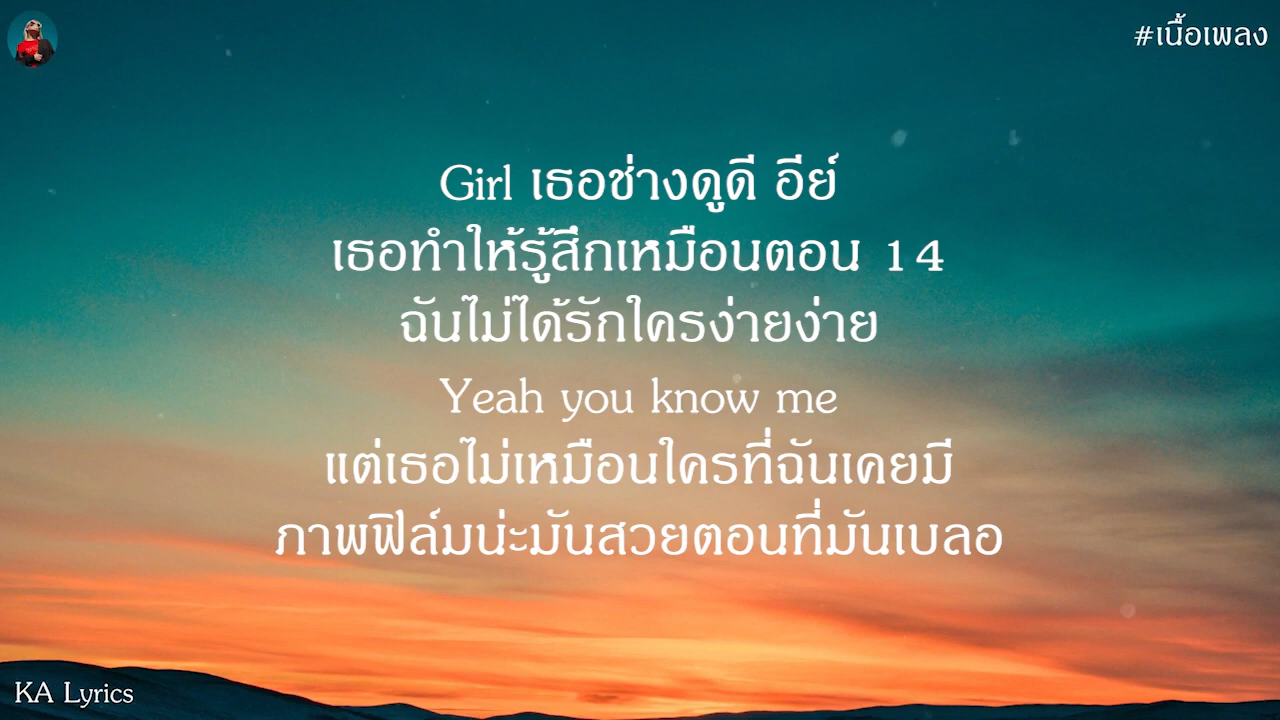 #เนื้อเพลง
Girl เธอช่างดูดี อีย์
เธอทำให้รู้สึกเหมือนตอน 14
ฉันไม่ได้รักใครง่ายง่าย
Yeah you know me
แต่เธอไม่เหมือนใครที่ฉันเคยมี
ภาพฟิล์มน่ะมันสวยตอนที่มันเบลอ
KA Lyrics